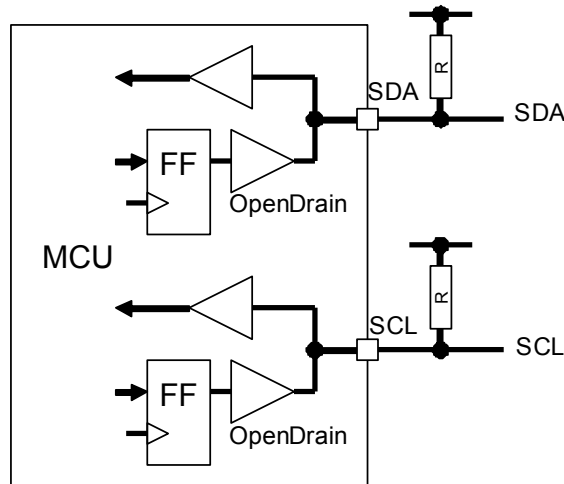 R
SDA
SDA
FF
OpenDrain
MCU
R
SCL
SCL
FF
OpenDrain